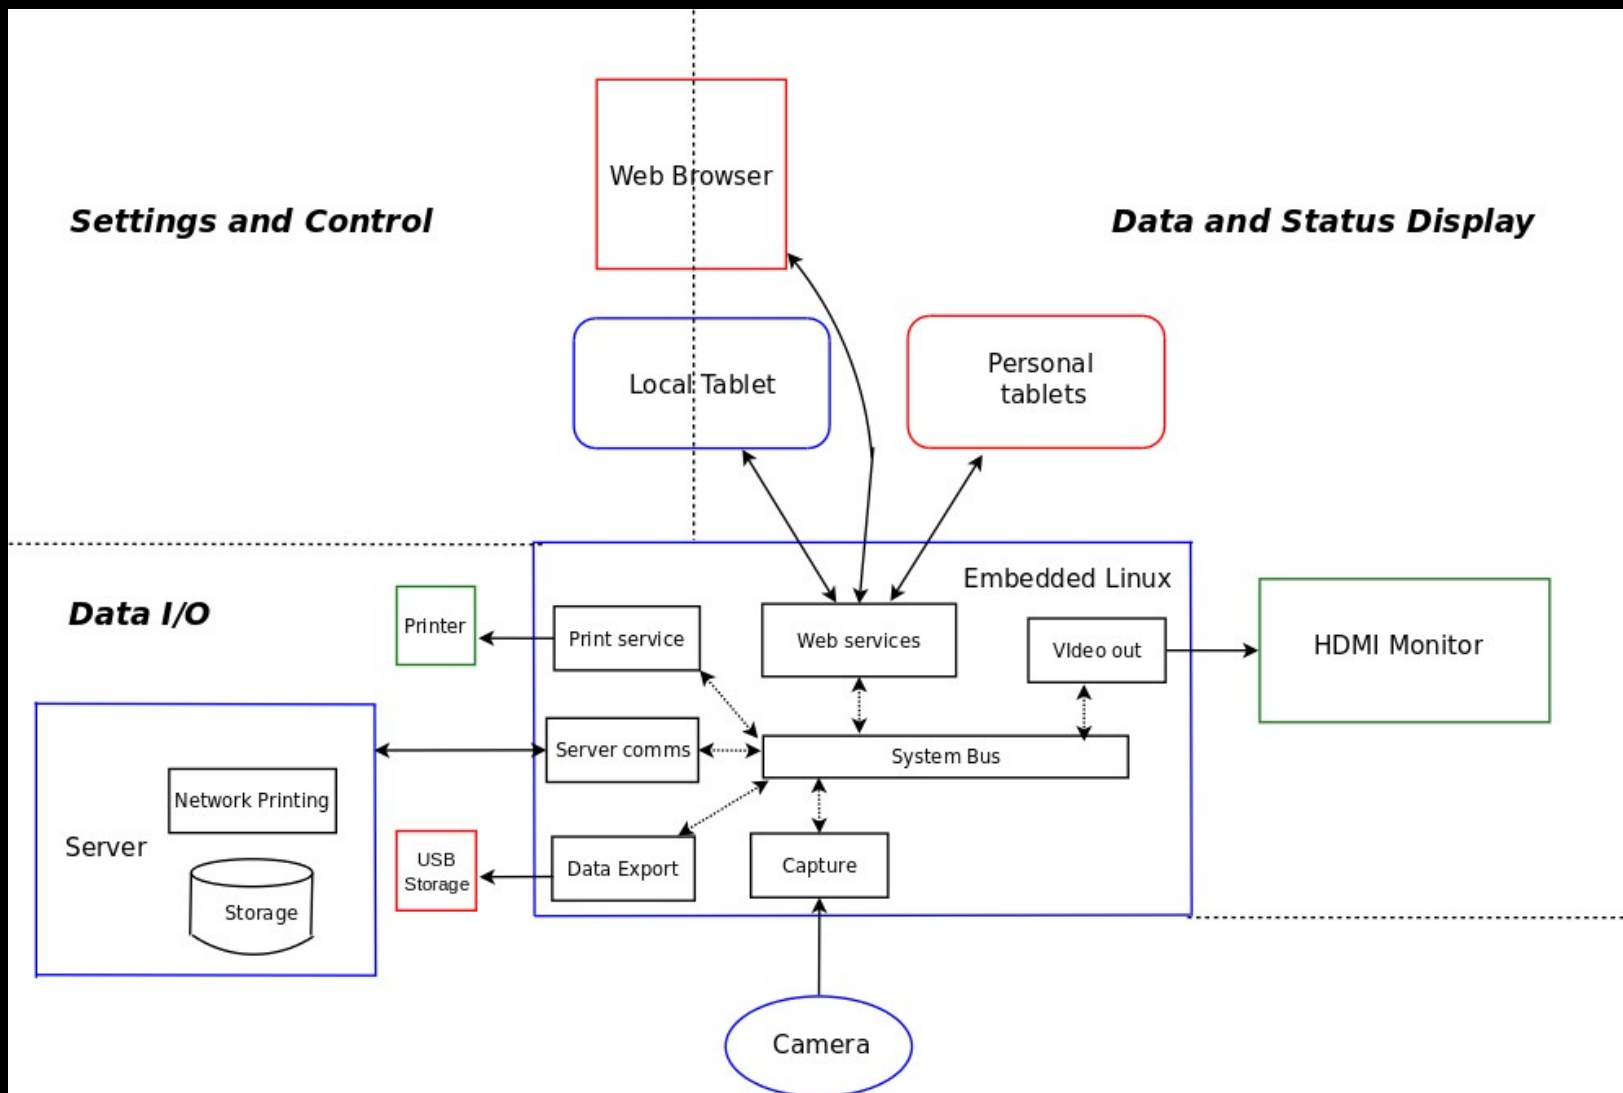 Web Browser
Settings and Control
Data and Status Display
Local Tablet
Personal
tablets
Embedded Linux
Data I/O
Printer
Print service
Web services
VIdeo out
HDMI Monitor
Server comms
System Bus
Network Printing
Server
Storage
USB
Storage
Data Export
Capture
Camera